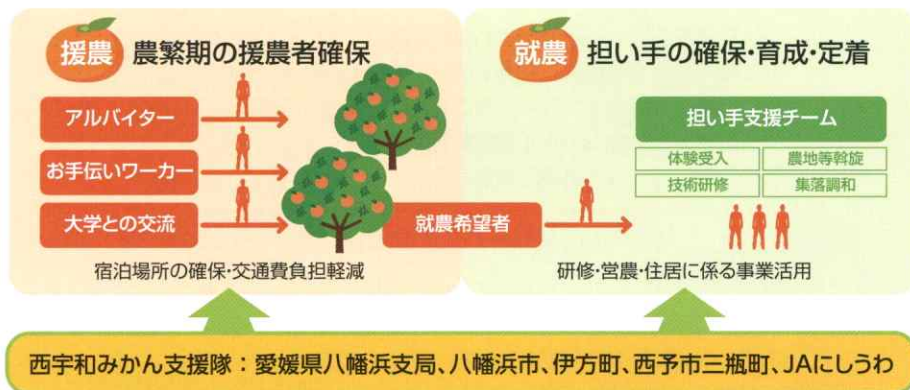 援農 農繁期の援農者確保
アルバイター
お手伝いワーカー
大学との交流
宿泊場所の確保・交通費負担軽減
就農希望者
就農 担い手の確保・育成・定着
担い手支援チーム
体験受入 農地等斡旋
技術研修 集落調和
研修・営農・住居に係る事業活用
西宇和みかん支援隊：愛媛県八幡浜支局、八幡浜市、伊方町、西予市三瓶町、JAにしうわ